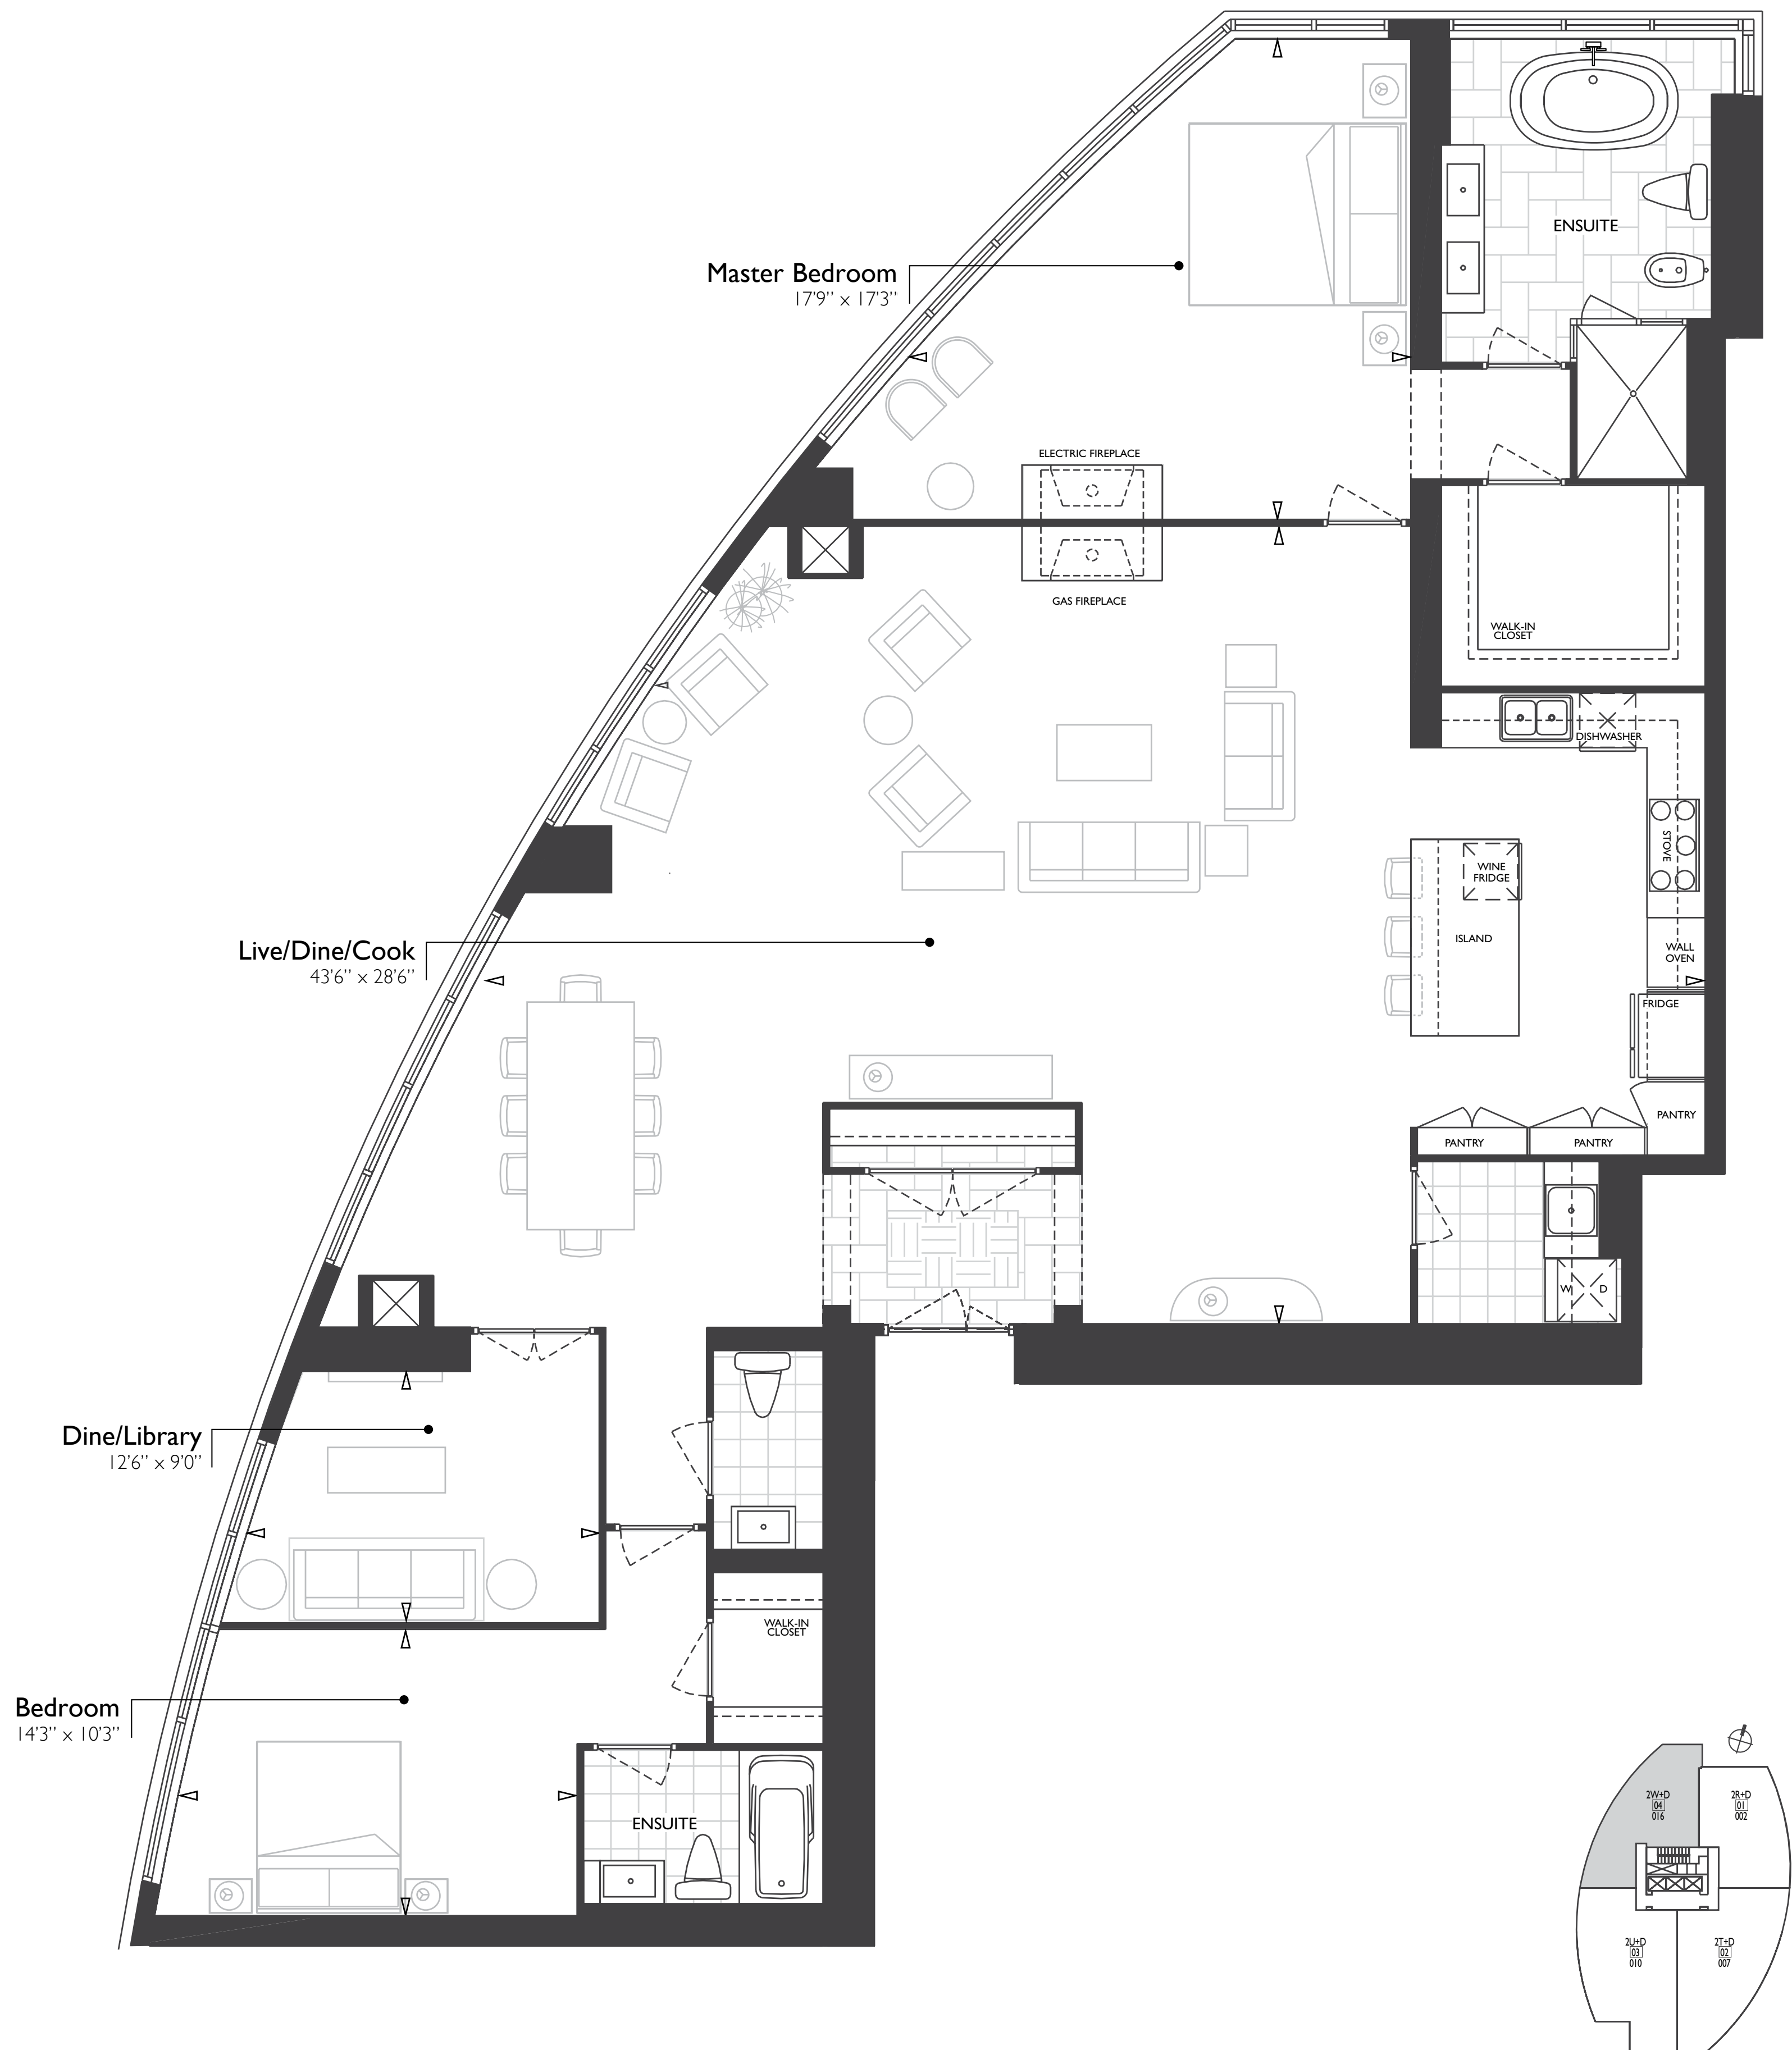 ENSUITE
Master Bedroom
17'9" x 17'3"
ELECTRIC FIREPLACE
GAS FIREPLACE
WALK-IN
CLOSET
DISHWASHER
STOVE
WINE
FRIDGE
ISLAND
WALL
OVEN
FRIDGE
Live/Dine/Cook
43'6" x 28'6"
PANTRY
PANTRY
PANTRY
W D
Dine/Library
12'6" x 9'0"
WALK-IN
CLOSET
Bedroom
14'3" x 10'3"
ENSUITE
2W+D
04
016
2R+D
01
002
2U+D
03
010
2T+D
02
007